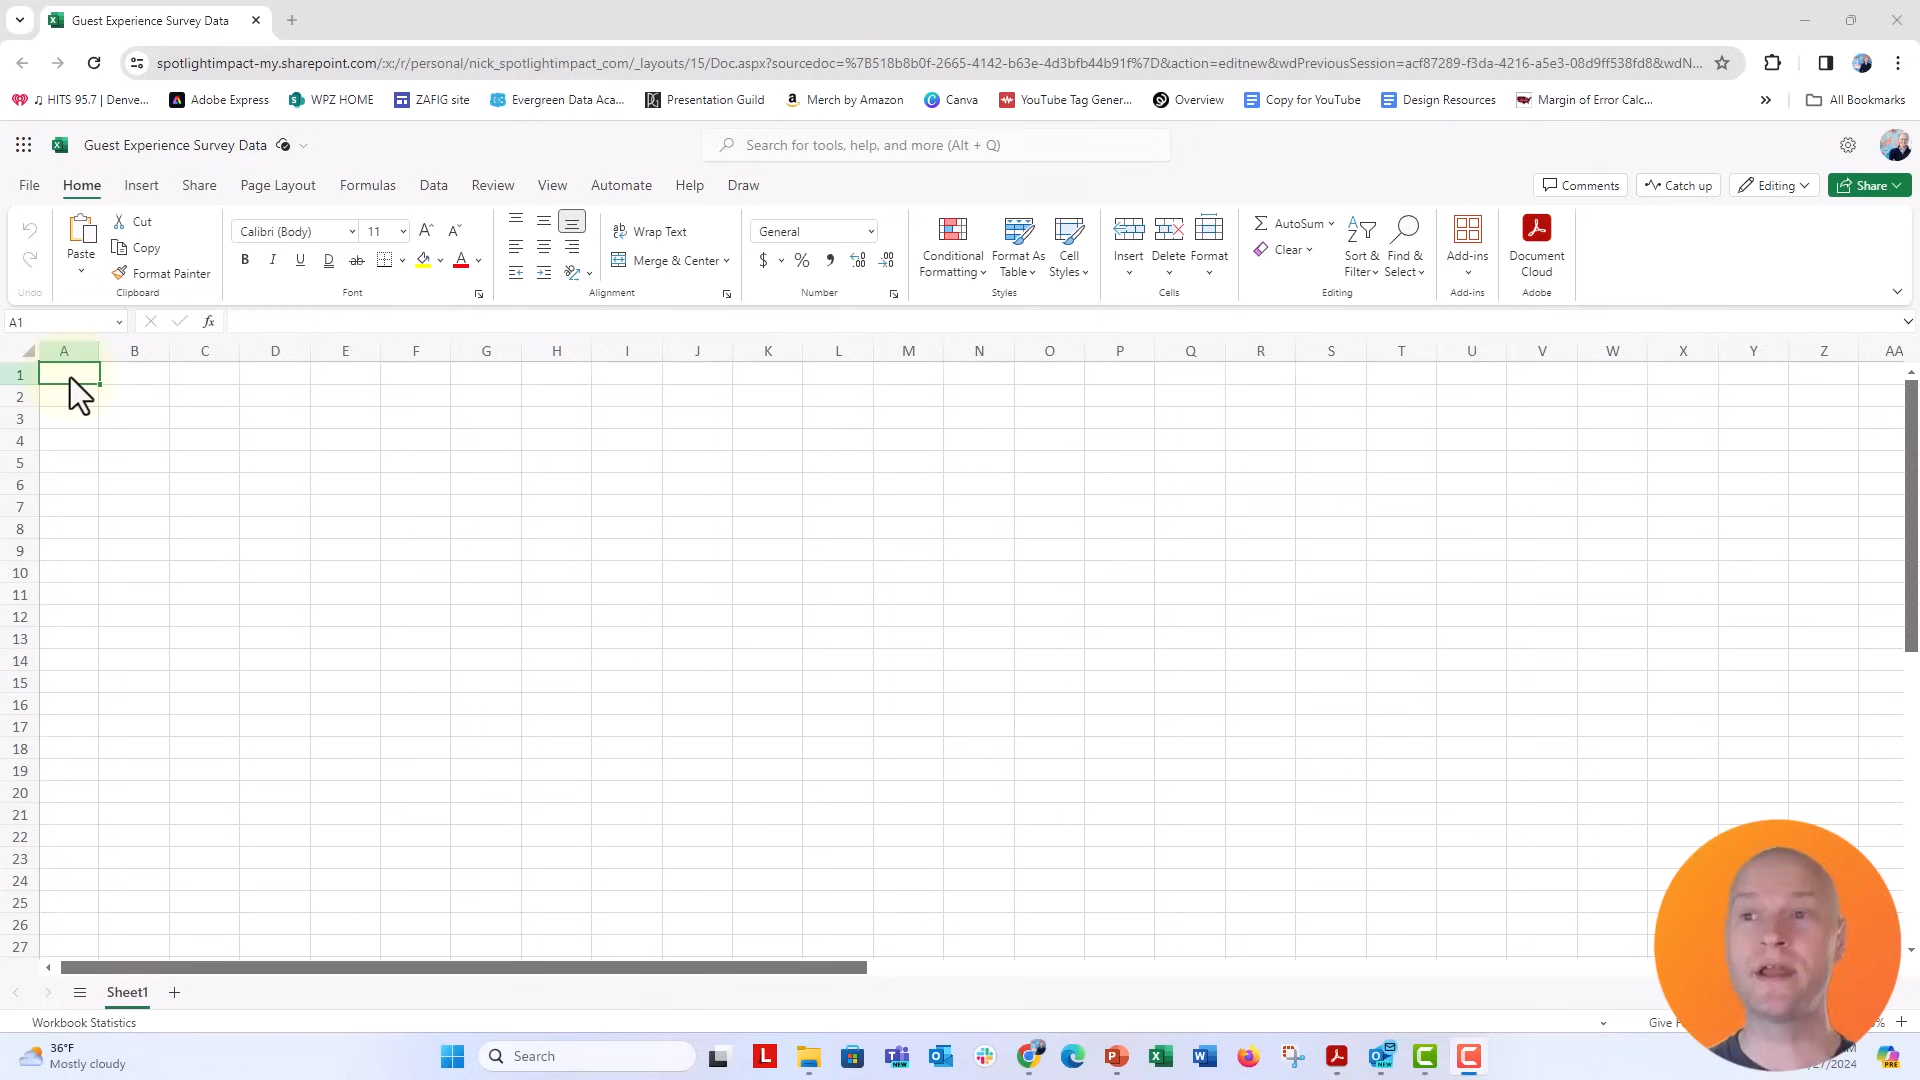 Guest Experience Survey Data
spotlightimpact-my.sharepoint.com/:x:/r/personal/nick_spotlightimpact_com/_layouts/15/Doc.aspx?sourcedoc=%7B518b8b0f-2665-4142-b63e-4d3bfb44b91f%7D&action=editnew&wdPreviousSession=acf87289-f3da-4216-a5e3-08d9ff538fd8&wdN...
♫ HITS 95.7 | Denve... Adobe Express WPZ HOME ZAFIG site Evergreen Data Aca... Presentation Guild Merch by Amazon Canva YouTube Tag Gener... Overview Copy for YouTube Design Resources Margin of Error Calc... » All Bookmarks
Guest Experience Survey Data Search for tools, help, and more (Alt + Q)
File Home Insert Share Page Layout Formulas Data Review View Automate Help Draw Comments Catch up Editing Share
Undo
Paste Cut
Copy
Format Painter
Clipboard
Calibri (Body) 11 A A
B I U D ab A
Font
Wrap Text
Merge & Center
Alignment
General
$ % , .00
Number
Conditional Formatting Format As Table Cell Styles
Styles
Insert Delete Format
Cells
AutoSum
Clear
Sort & Filter Find & Select
Editing
Add-ins
Add-ins
Document Cloud
Adobe
A1 fx
A B C D E F G H I J K L M N O P Q R S T U V W X Y Z AA
1
2
3
4
5
6
7
8
9
10
11
12
13
14
15
16
17
18
19
20
21
22
23
24
25
26
27
Sheet1
Workbook Statistics Give
36°F
Mostly cloudy
Search